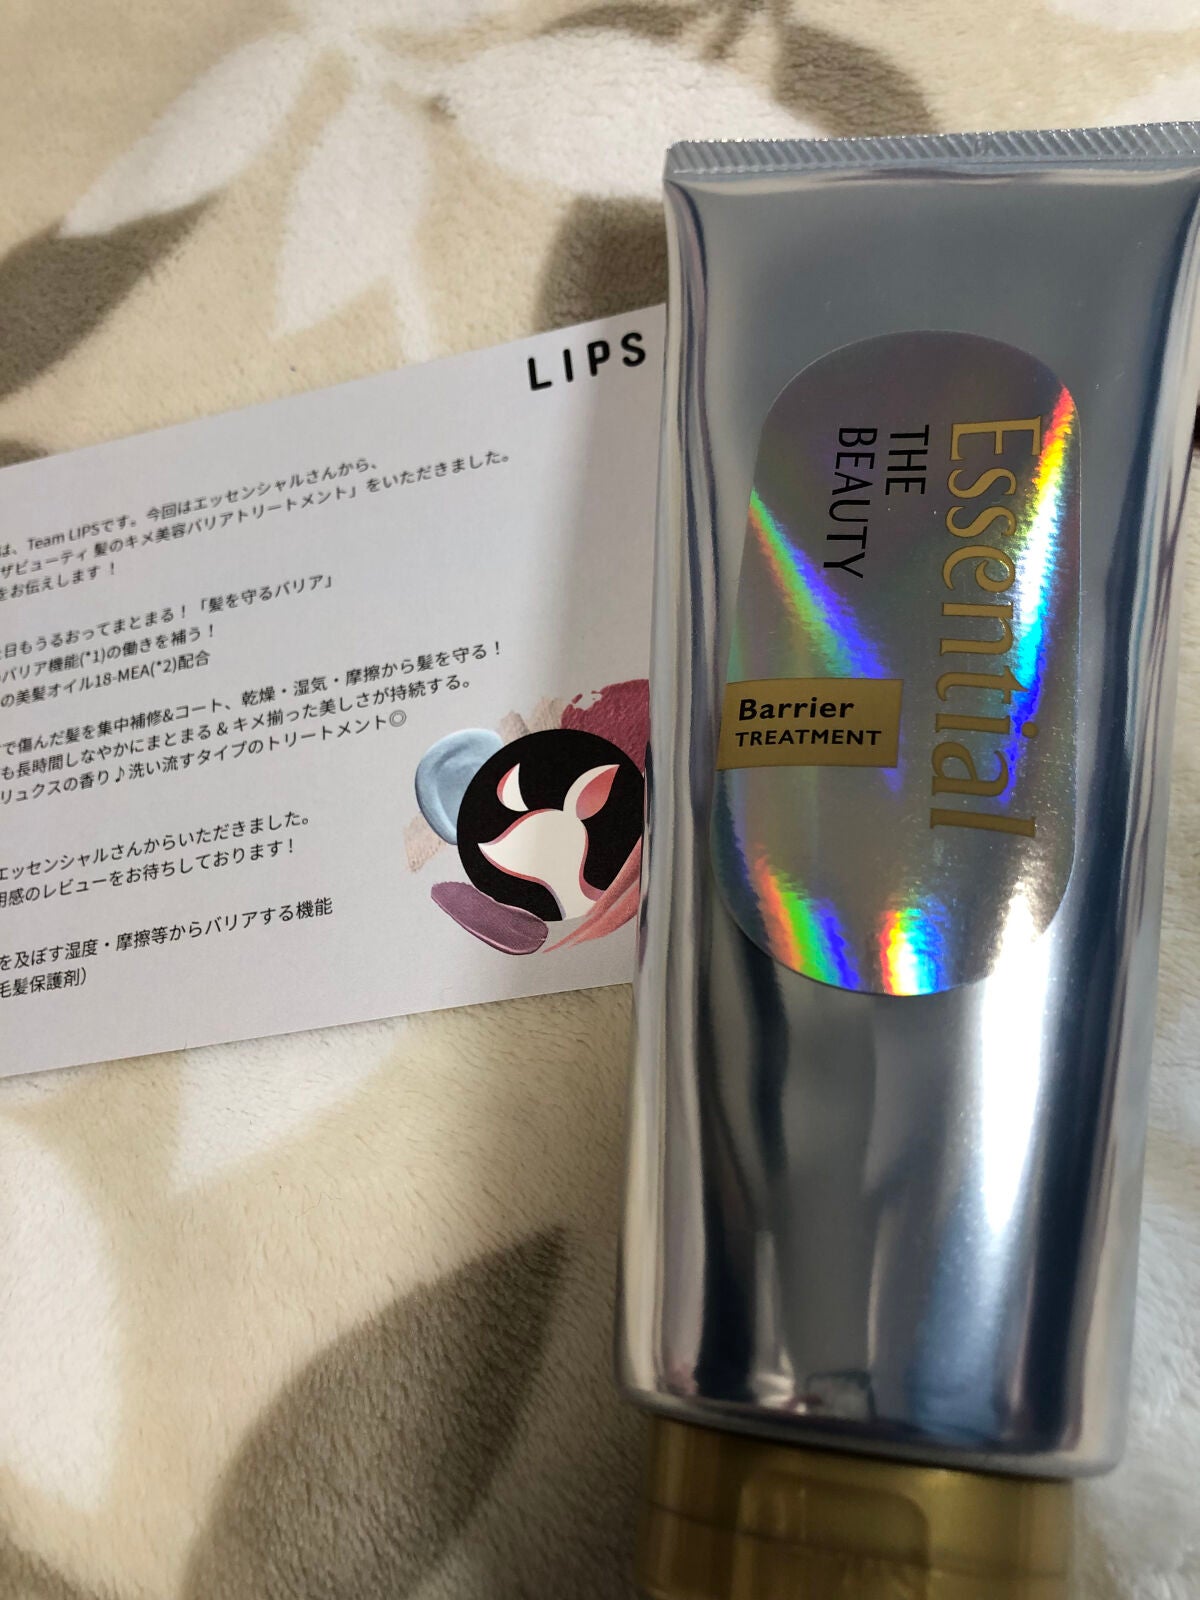 LIPS
は、Team LIPSです。今回はエッセンシャルさんから、
ザビューティ 髪のキメ美容バリアトリートメント」をいただきました。
をお伝えします！
日もうるおってまとまる！「髪を守るバリア」
バリア機能(*1)の働きを補う！
の美髪オイル18-MEA(*2)配合
で傷んだ髪を集中補修&コート、乾燥・湿気・摩擦から髪を守る！
も長時間しなやかにまとまる & キメ揃った美しさが持続する。
リュクスの香り♪洗い流すタイプのトリートメント◎
エッセンシャルさんからいただきました。
用感のレビューをお待ちしております！
を及ぼす湿度・摩擦等からバリアする機能
毛髪保護剤）
Essential
THE
BEAUTY
Barrier
TREATMENT